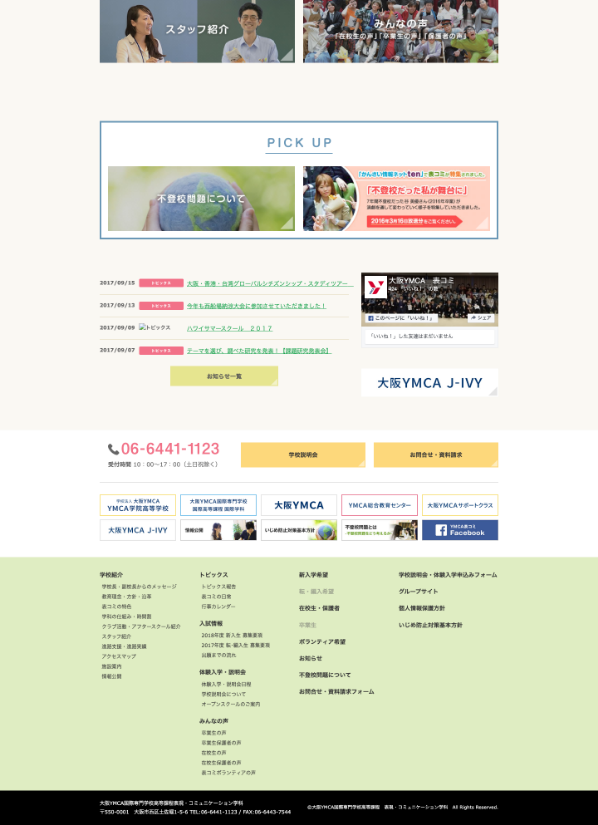 スタッフ紹介
みんなの声
「在校生の声」「卒業生の声」「保護者の声」
PICK UP
不登校問題について
「かんさい情報ネットten」で表コミが特集されました。
「不登校だった私が舞台に」
2017/09/15 トピックス 大阪・香港・台湾グローバルシチズンシップ・スタディツアー
2017/09/13 トピックス 今年も西船場納涼大会に参加させていただきました！
2017/09/09 トピックス ハツイサマースクール 2017
2017/09/07 トピックス テーマを選び、調べた研究を発表！【課題研究発表会】
お知らせ一覧
大阪YMCA 表コミ
このページに「いいね！」
シェア
「いいね！」した友達はまだいません
大阪YMCA J-IVY
06-6441-1123
受付時間 10：00〜17：00（土日祝除く）
学校説明会
お問合せ・資料請求
学校法人 大阪YMCA
YMCA学院高等学校
大阪YMCA国際専門学校
国際高等課程 国際学科
大阪YMCA
YMCA総合教育センター
大阪YMCAサポートクラス
大阪YMCA J-IVY
情報公開
いじめ防止対策基本方針
不登校問題とは
YMCA表コミ
Facebook
学校紹介
学校長・副校長からのメッセージ
教育理念・方針・沿革
表コミの特色
学科の仕組み・時間割
クラブ活動・アフタースクール紹介
スタッフ紹介
進路支援・進路実績
アクセスマップ
施設案内
情報公開
トピックス
トピックス報告
表コミの日常
行事カレンダー
入試情報
2018年度 新入生 募集要項
2017年度 転・編入生 募集要項
出願までの流れ
体験入学・説明会
体験入学・説明会日程
学校説明会について
オープンスクールのご案内
みんなの声
卒業生の声
卒業生保護者の声
在校生の声
在校生保護者の声
表コミボランティアの声
新入学希望
転・編入希望
在校生・保護者
卒業生
ボランティア希望
お知らせ
不登校問題について
お問合せ・資料請求フォーム
学校説明会・体験入学申込みフォーム
グループサイト
個人情報保護方針
いじめ防止対策基本方針
大阪YMCA国際専門学校高等課程表現・コミュニケーション学科
〒550-0001 大阪市西区土佐堀1-5-6 TEL:06-6441-1123 / FAX:06-6443-7544
©大阪YMCA国際専門学校高等課程 表現・コミュニケーション学科 All Rights Reserved.